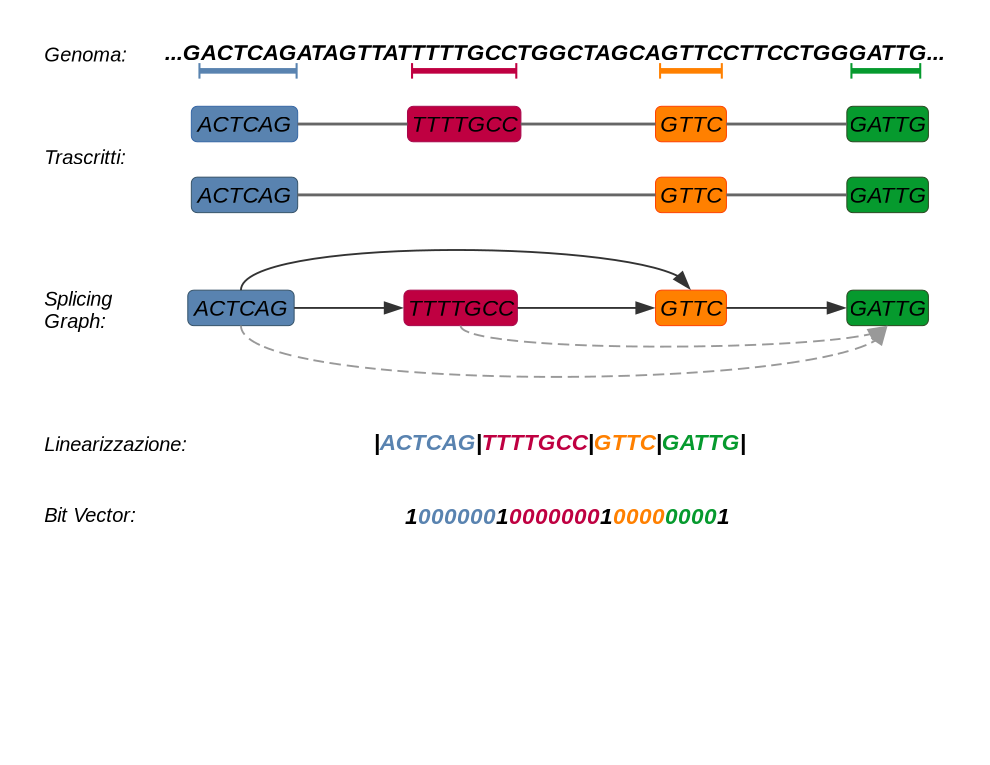 Genoma: ...GACTCAGATAGTTATTTTTGCCTGGCTAGCAGTTCCTTCCTGGGATTG...
ACTCAG TTTTGCC GTTC GATTG
Trascritti:
ACTCAG GTTC GATTG
Splicing
Graph:
ACTCAG TTTTGCC GTTC GATTG
Linearizzazione: |ACTCAG|TTTTGCC|GTTC|GATTG|
Bit Vector: 1000000100000001000000001